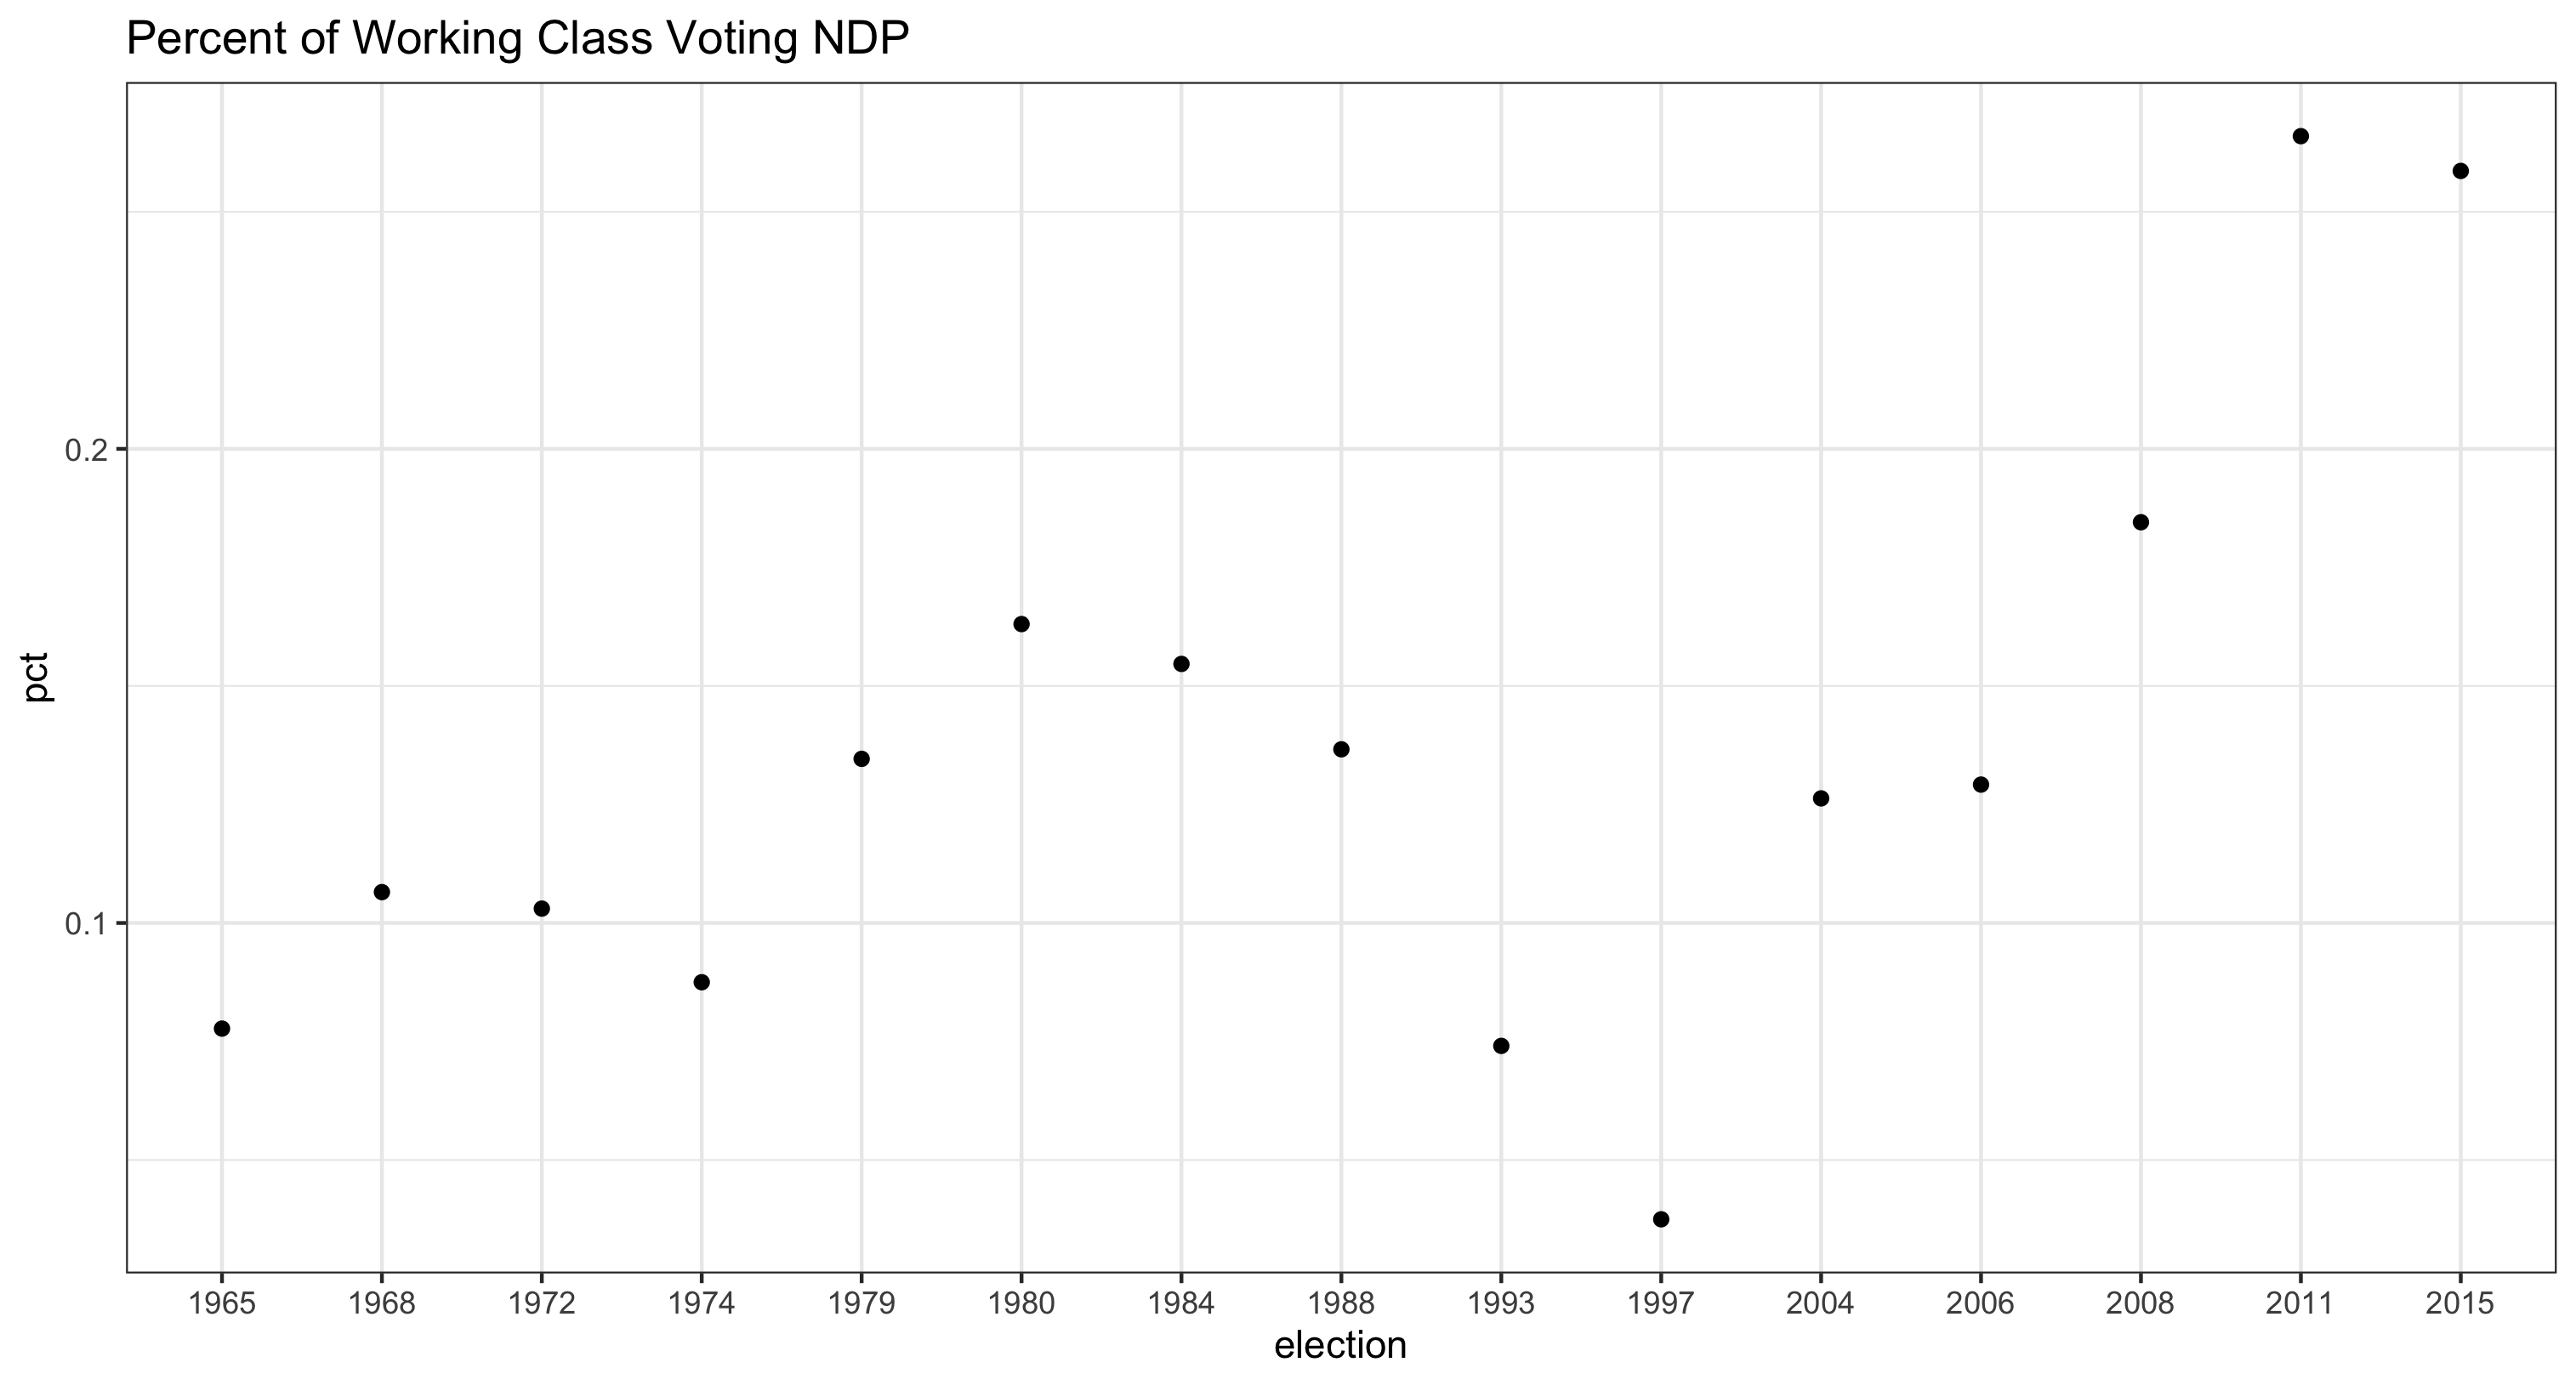 Percent of Working Class Voting NDP
pct
0.2
0.1
1965 1968 1972 1974 1979 1980 1984 1988 1993 1997 2004 2006 2008 2011 2015
election